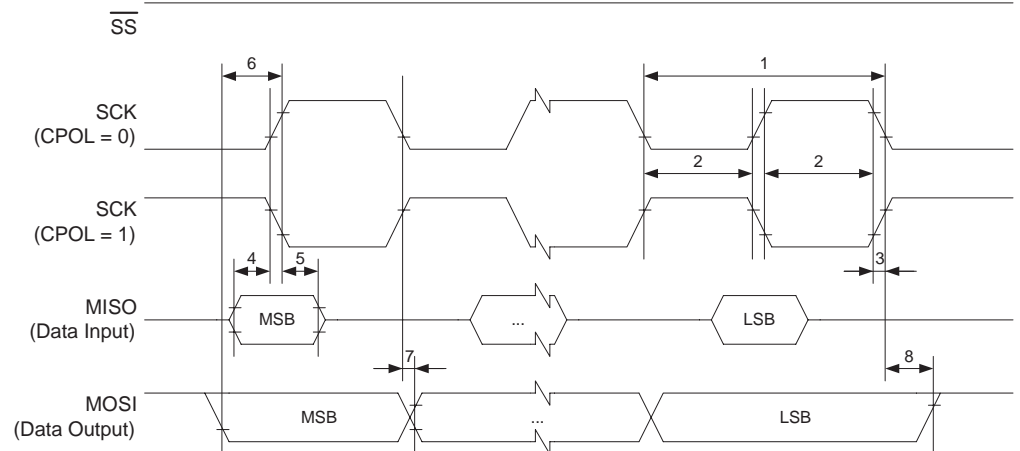 SS
6
1
SCK
(CPOL = 0)
2
2
SCK
(CPOL = 1)
4
5
3
MISO
(Data Input)
MSB
...
LSB
7
8
MOSI
(Data Output)
MSB
...
LSB